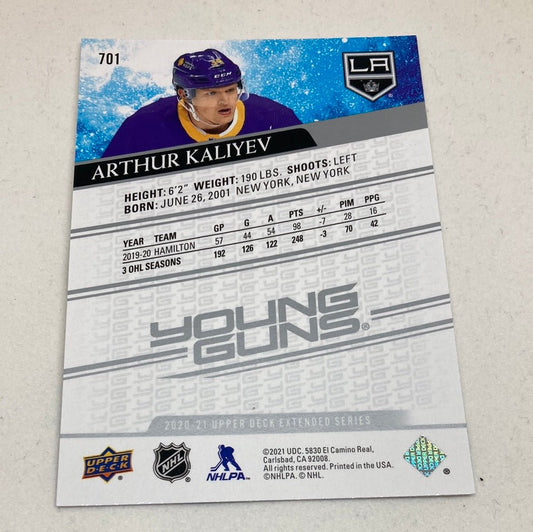 701
CCM
LA
ARTHUR KALIYEV
HEIGHT: 6'2" WEIGHT: 190 LBS. SHOOTS: LEFT
BORN: JUNE 26, 2001 NEW YORK, NEW YORK
YEAR TEAM GP G A PTS +/- PIM PPG
2019-20 HAMILTON 57 44 54 98 -7 28 16
3 OHL SEASONS 192 126 122 248 -3 70 42
YOUNG
GUNS®
2020-21 UPPER DECK EXTENDED SERIES
UPPER
DECK
NHL
NHLPA
©2021 UDC. 5830 El Camino Real,
Carlsbad, CA 92008.
All rights reserved. Printed in the USA.
©NHLPA. © NHL.